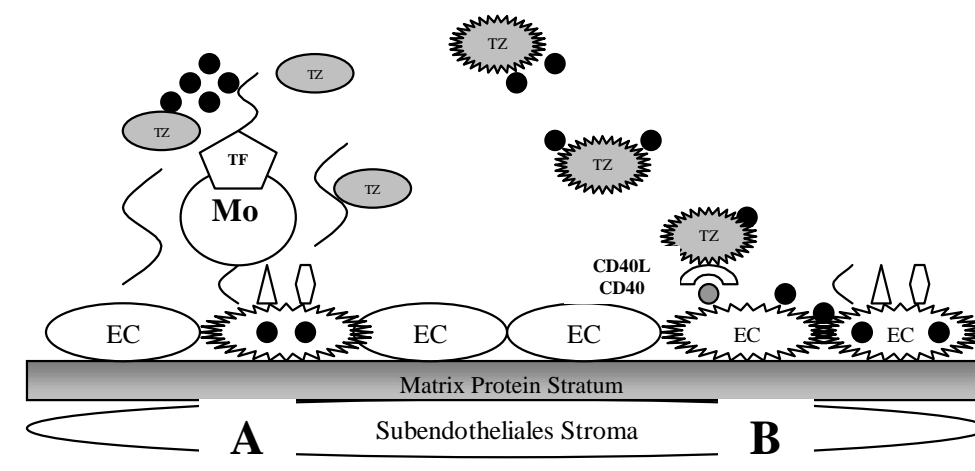 TZ
TZ
TZ
TF
TZ
TZ
TZ
Mo
TZ
CD40L
CD40
EC
EC
EC
EC
EC
Matrix Protein Stratum
A
Subendotheliales Stroma
B